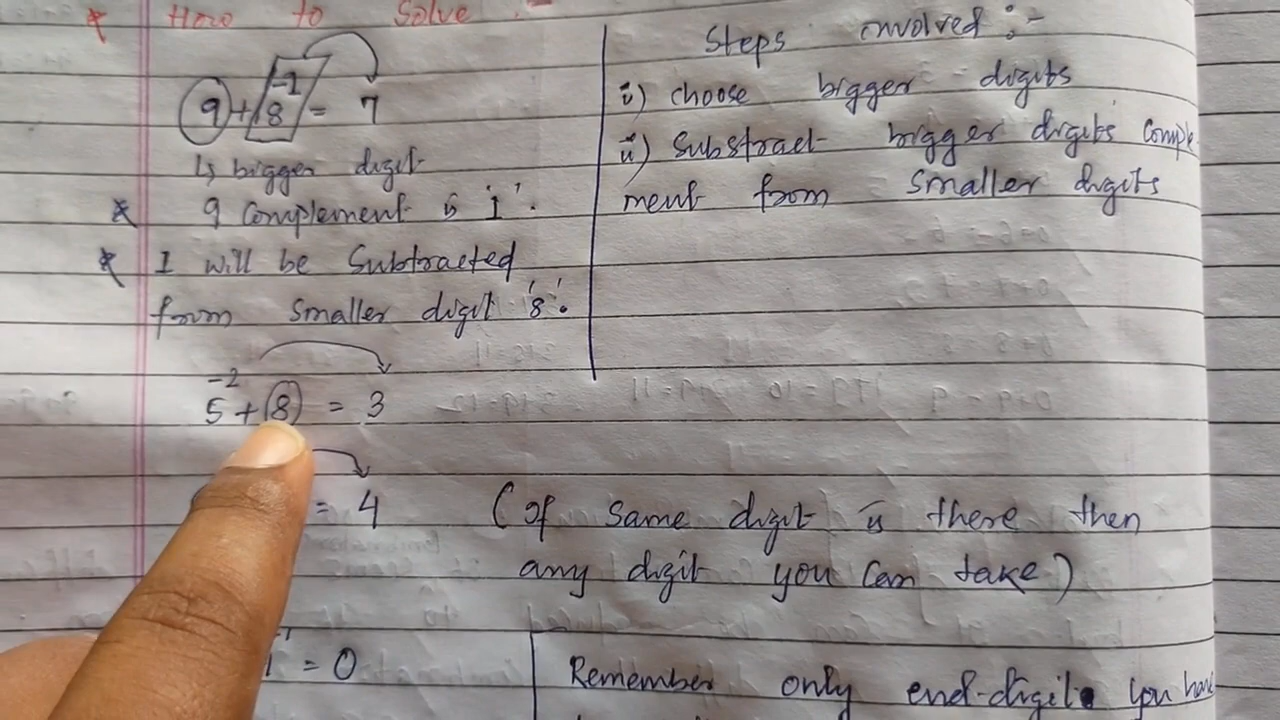 * How to Solve :-
-1
9 + 8 = 7
↳ bigger digit
* 9 Complement is '1'.
* 1 will be Subtracted
from Smaller digit '8'.
-2
5 + 8 = 3
= 4
-1
1 = 0
Steps involved :-
i) choose bigger digits
ii) Substract bigger digits Comple
ment from Smaller digits
(If Same digit is there then
any digit you Can take)
Remember only end-digit. You have